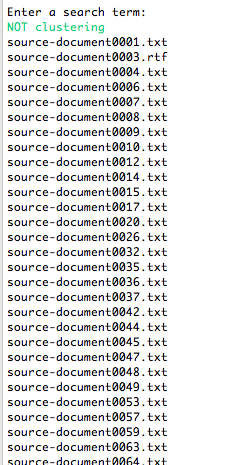 Enter a search term:
NOT clustering
source-document0001.txt
source-document0003.rtf
source-document0004.txt
source-document0006.txt
source-document0007.txt
source-document0008.txt
source-document0009.txt
source-document0010.txt
source-document0012.txt
source-document0014.txt
source-document0015.txt
source-document0017.txt
source-document0020.txt
source-document0026.txt
source-document0032.txt
source-document0035.txt
source-document0036.txt
source-document0037.txt
source-document0042.txt
source-document0044.txt
source-document0045.txt
source-document0047.txt
source-document0048.txt
source-document0049.txt
source-document0053.txt
source-document0057.txt
source-document0059.txt
source-document0063.txt
source-document0064.txt